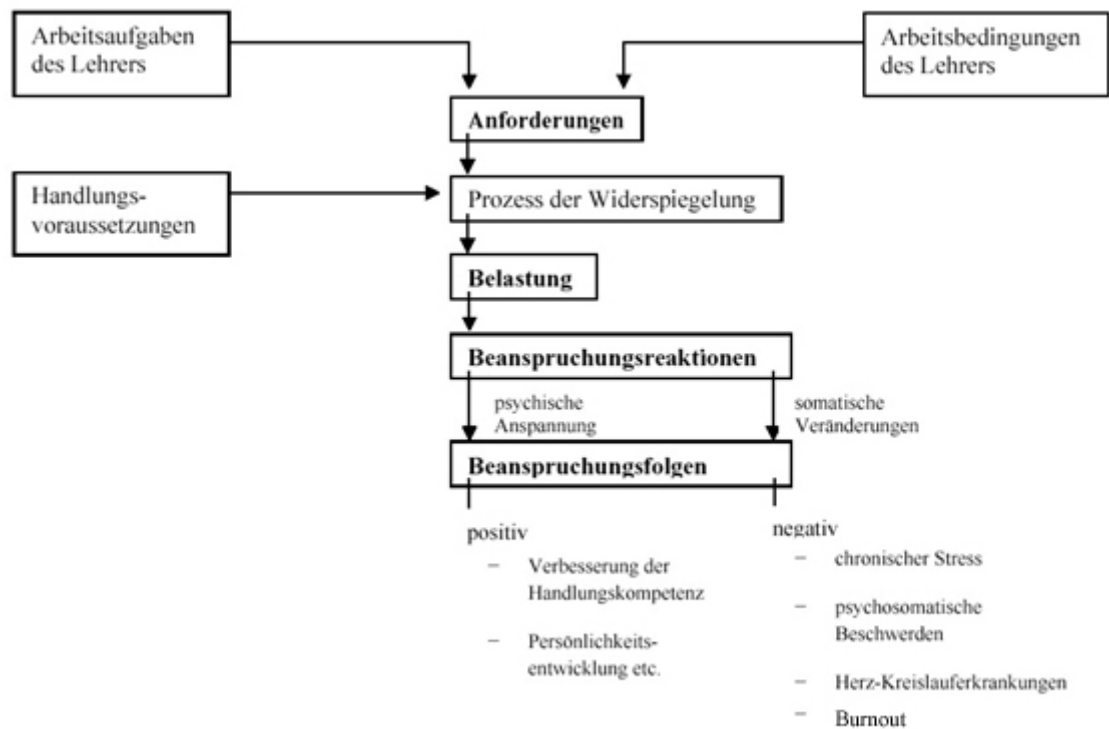 Arbeitsaufgaben
des Lehrers
Arbeitsbedingungen
des Lehrers
Anforderungen
Handlungs-
voraussetzungen
Prozess der Widerspiegelung
Belastung
Beanspruchungsreaktionen
psychische
Anspannung
somatische
Veränderungen
Beanspruchungsfolgen
positiv
– Verbesserung der
Handlungskompetenz
– Persönlichkeits-
entwicklung etc.
negativ
– chronischer Stress
– psychosomatische
Beschwerden
– Herz-Kreislauferkrankungen
– Burnout